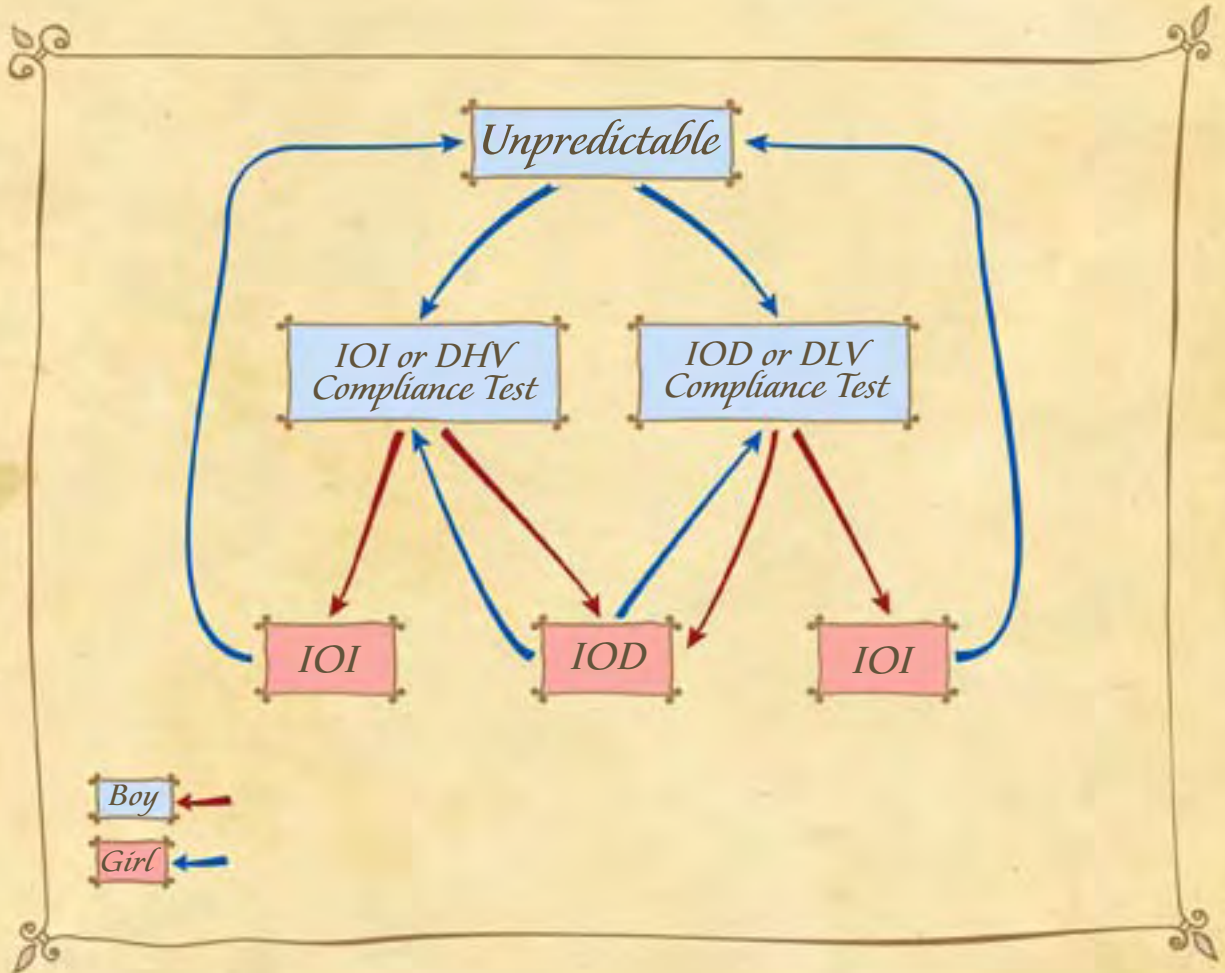 Unpredictable
IOI or DHV
Compliance Test
IOD or DLV
Compliance Test
IOI
IOD
IOI
Boy
Girl